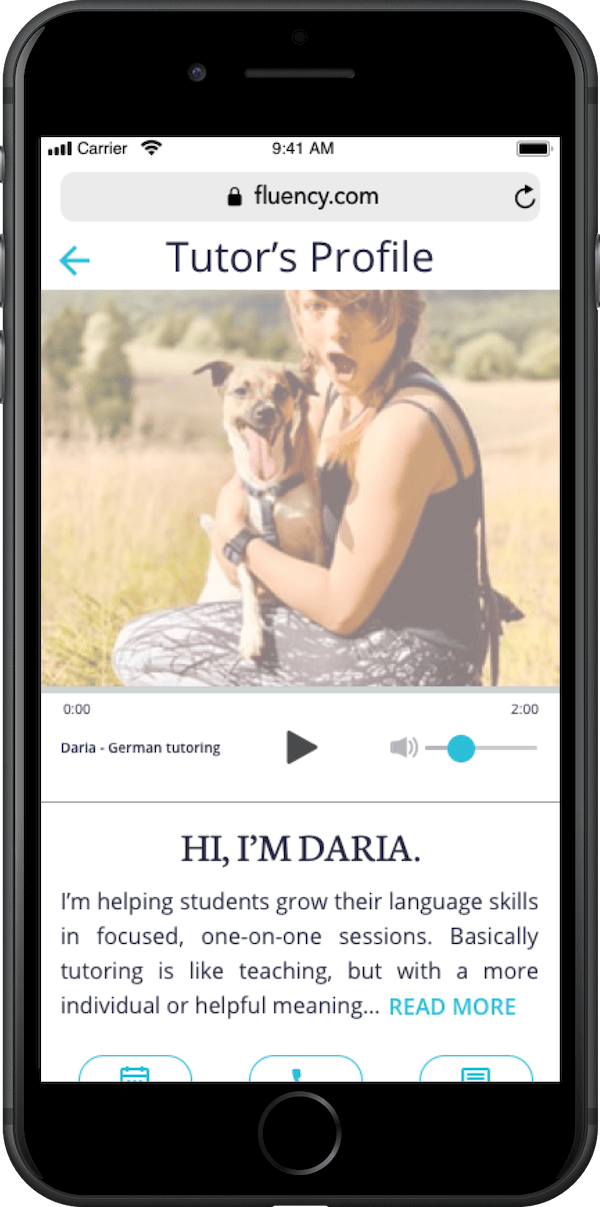 Carrier 9:41 AM
fluency.com
Tutor’s Profile
0:00 2:00
Daria - German tutoring
HI, I’M DARIA.
I’m helping students grow their language skills
in focused, one-on-one sessions. Basically
tutoring is like teaching, but with a more
individual or helpful meaning... READ MORE